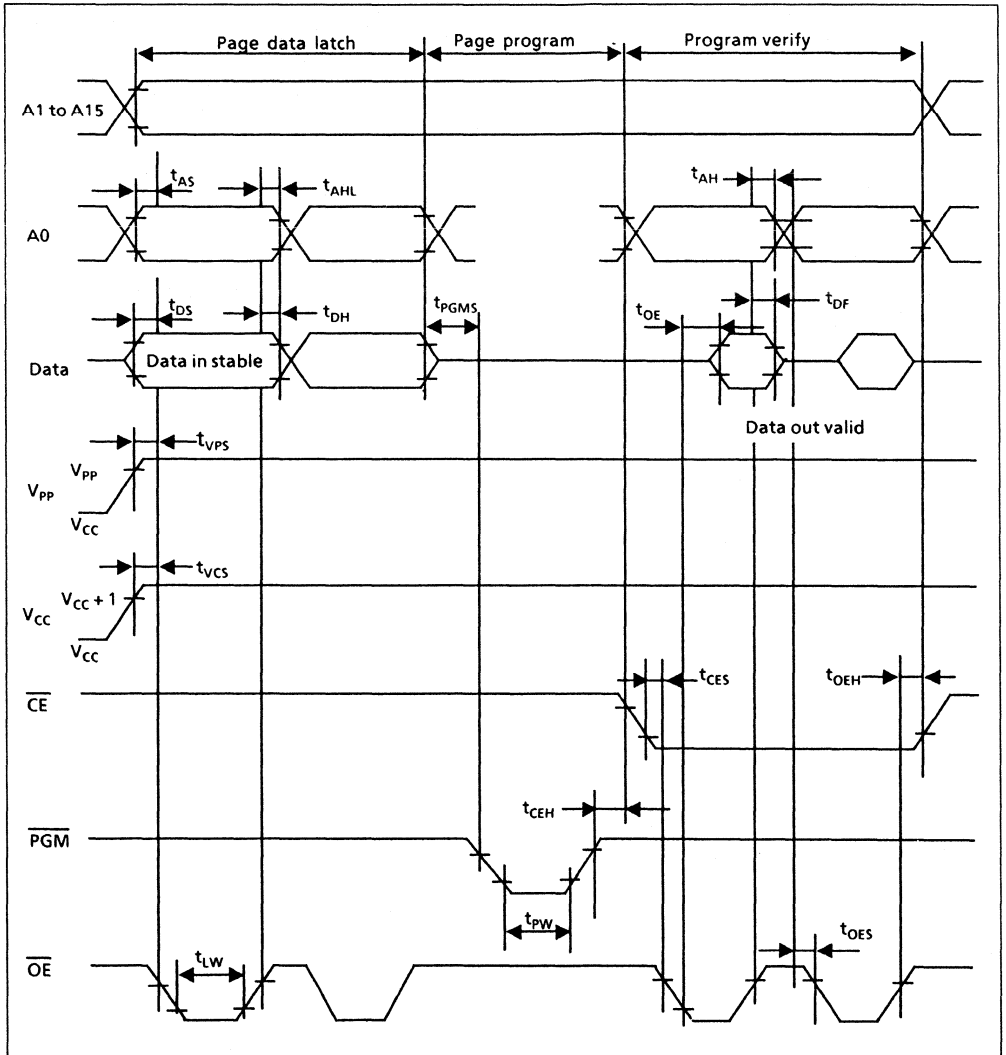 Page data latch Page program Program verify
A1 to A15
tAS tAHL tAH
A0
tDS tDH tPGMS tOE tDF
Data Data in stable
Data out valid
tVPS
VPP
VPP
VCC
tVCS
VCC + 1
VCC
VCC
tCES tOEH
CE
tCEH
PGM
tPW
tOES
tLW
OE